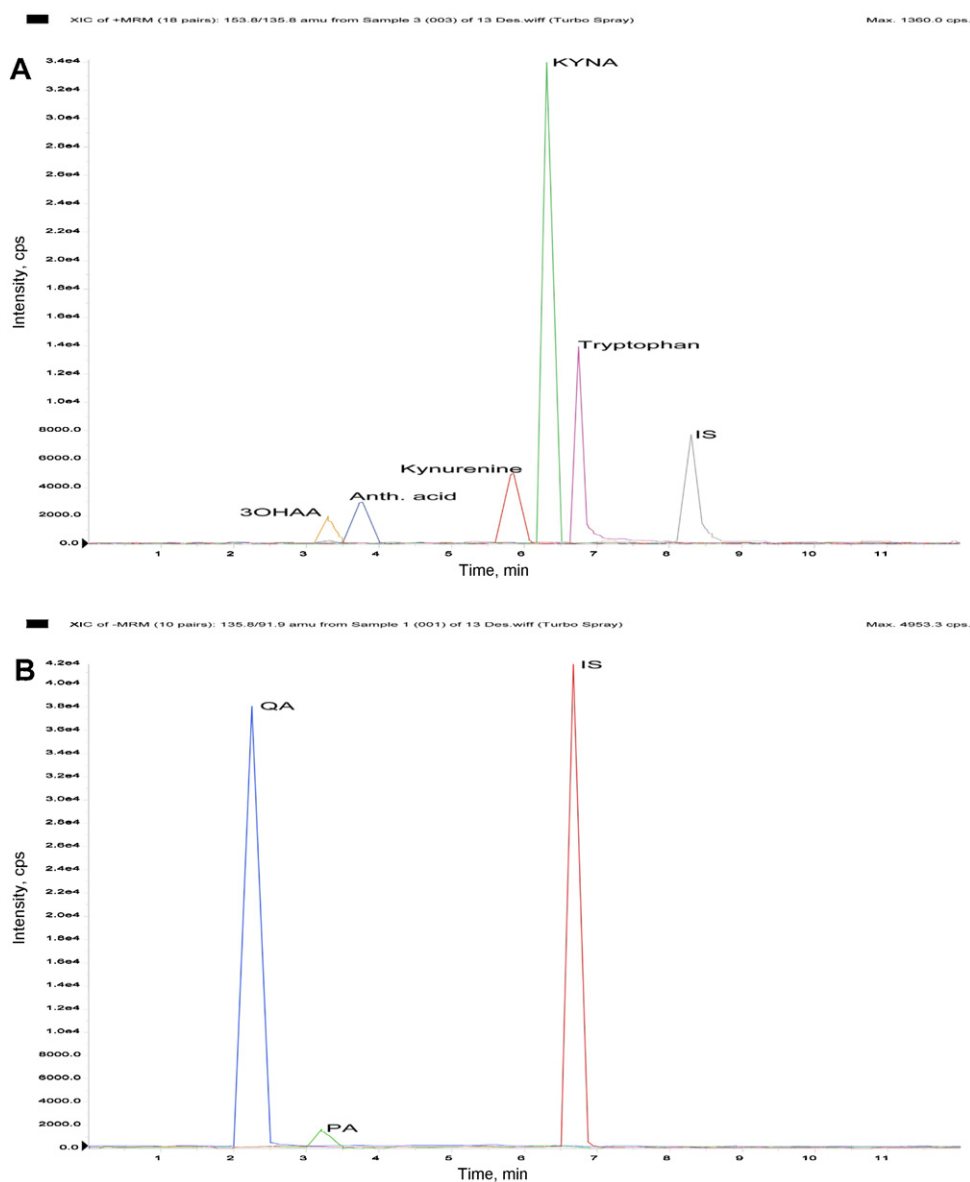 XIC of +MRM (18 pairs): 153.8/135.8 amu from Sample 3 (003) of 13 Des.wiff (Turbo Spray) Max. 1360.0 cps.
A
3.4e4
3.2e4
3.0e4
2.8e4
2.6e4
2.4e4
2.2e4
2.0e4
1.8e4
1.6e4
1.4e4
1.2e4
1.0e4
8000.0
6000.0
4000.0
2000.0
0.0
Intensity, cps
KYNA
Tryptophan
IS
Kynurenine
Anth. acid
3OHAA
1 2 3 4 5 6 7 8 9 10 11
Time, min
XIC of -MRM (10 pairs): 135.8/91.9 amu from Sample 1 (001) of 13 Des.wiff (Turbo Spray) Max. 4953.3 cps.
B
4.2e4
4.0e4
3.8e4
3.6e4
3.4e4
3.2e4
3.0e4
2.8e4
2.6e4
2.4e4
2.2e4
2.0e4
1.8e4
1.6e4
1.4e4
1.2e4
1.0e4
8000.0
6000.0
4000.0
2000.0
0.0
Intensity, cps
IS
QA
PA
1 2 3 4 5 6 7 8 9 10 11
Time, min